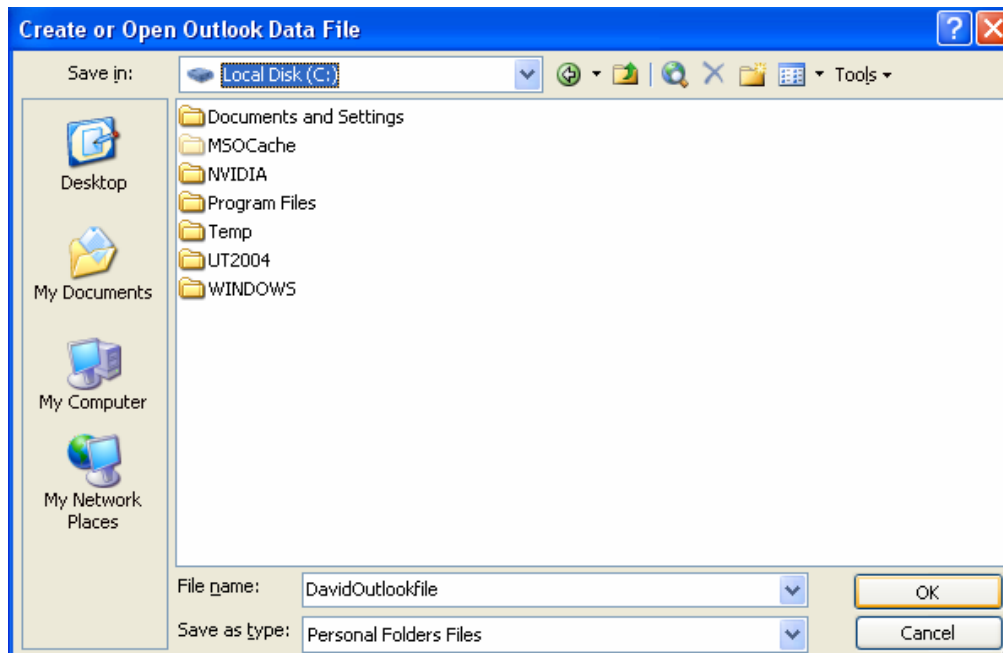 Create or Open Outlook Data File
Save in:
Local Disk (C:)
Tools
Desktop
My Documents
My Computer
My Network
Places
Documents and Settings
MSOCache
NVIDIA
Program Files
Temp
UT2004
WINDOWS
File name:
DavidOutlookfile
OK
Save as type:
Personal Folders Files
Cancel